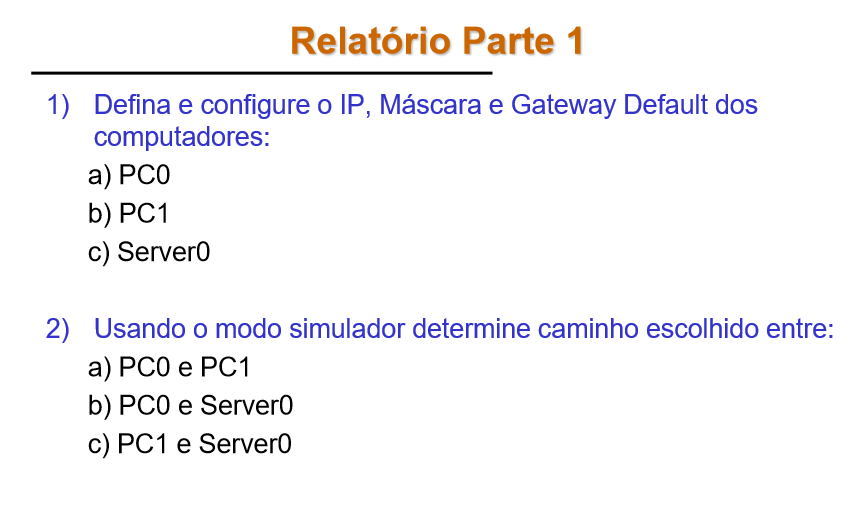 Relatório Parte 1
1) Defina e configure o IP, Máscara e Gateway Default dos
computadores:
a) PC0
b) PC1
c) Server0
2) Usando o modo simulador determine caminho escolhido entre:
a) PC0 e PC1
b) PC0 e Server0
c) PC1 e Server0